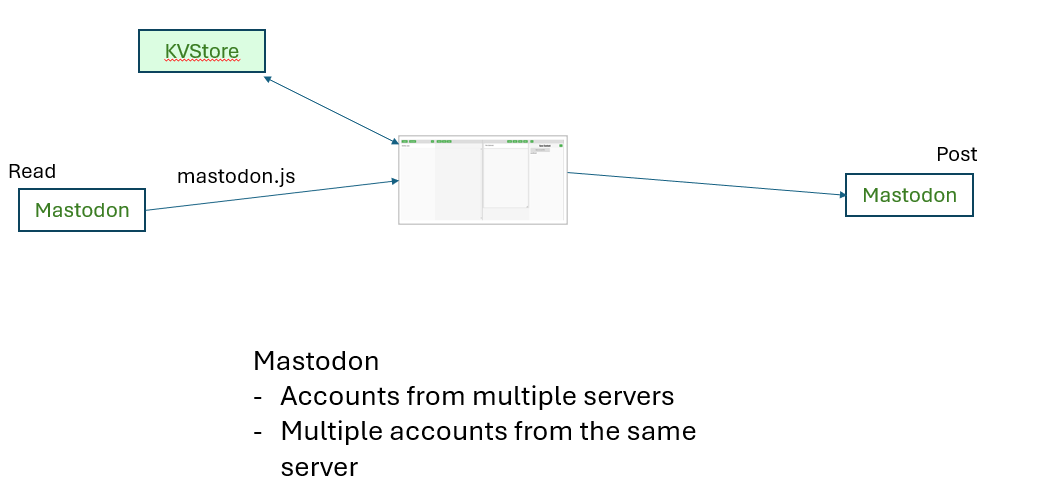 KVStore
Read
mastodon.js
Post
Mastodon
Mastodon
Mastodon
- Accounts from multiple servers
- Multiple accounts from the same
server